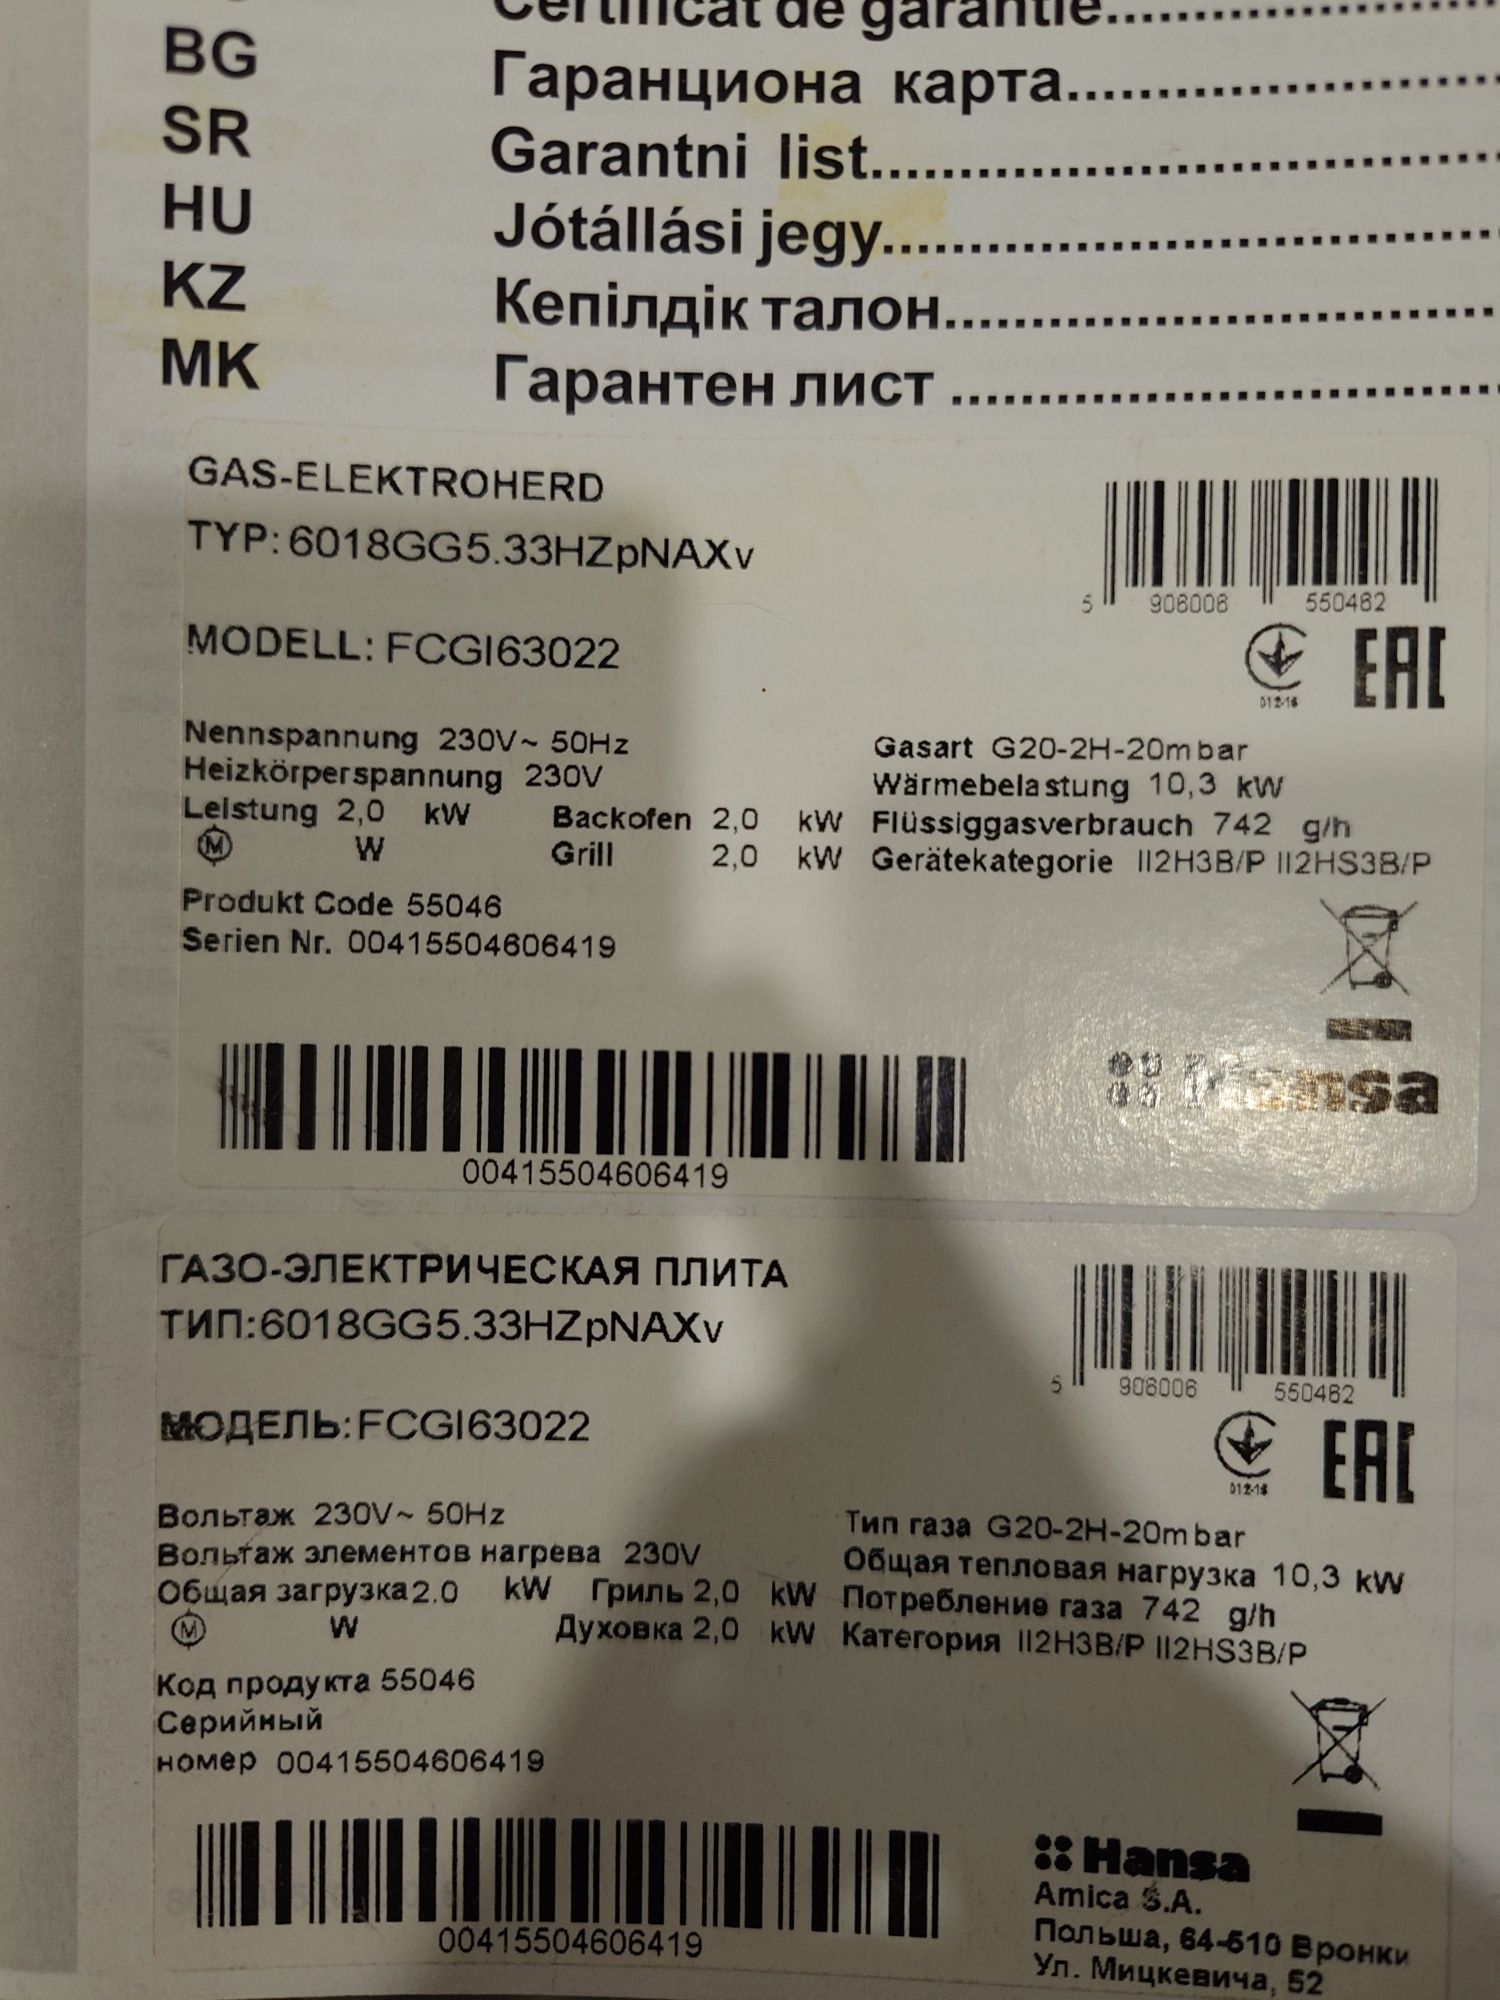 Certificat de garantie
BG Гаранциона карта
SR Garantni list
HU Jótállási jegy
KZ Кепілдік талон
MK Гарантен лист
GAS-ELEKTROHERD
TYP: 6018GG5.33HZpNAXv
5 906006 550462
MODELL: FCGI63022
012-16
EAC
Nennspannung 230V~ 50Hz
Heizkörperspannung 230V
Leistung 2,0 kW Backofen 2,0 kW
M W Grill 2,0 kW
Gasart G20-2H-20mbar
Wärmebelastung 10,3 kW
Flüssiggasverbrauch 742 g/h
Gerätekategorie II2H3B/P II2HS3B/P
Produkt Code 55046
Serien Nr. 00415504606419
Hansa
00415504606419
ГАЗО-ЭЛЕКТРИЧЕСКАЯ ПЛИТА
ТИП:6018GG5.33HZpNAXv
5 906006 550462
МОДЕЛЬ:FCGI63022
012-16
EAC
Вольтаж 230V~ 50Hz
Вольтаж элементов нагрева 230V
Общая загрузка2.0 kW Гриль 2,0 kW
M W Духовка 2,0 kW
Тип газа G20-2H-20mbar
Общая тепловая нагрузка 10,3 kW
Потребление газа 742 g/h
Категория II2H3B/P II2HS3B/P
Код продукта 55046
Серийный
номер 00415504606419
00415504606419
Hansa
Amica S.A.
Польша, 64-510 Вронки
Ул. Мицкевича, 52